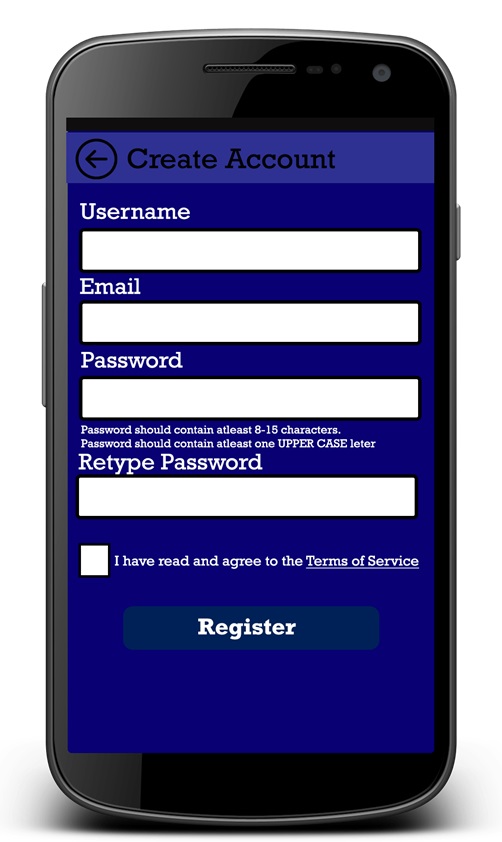 Create Account
Username
Email
Password
Password should contain atleast 8-15 characters.
Password should contain atleast one UPPER CASE leter
Retype Password
I have read and agree to the Terms of Service
Register